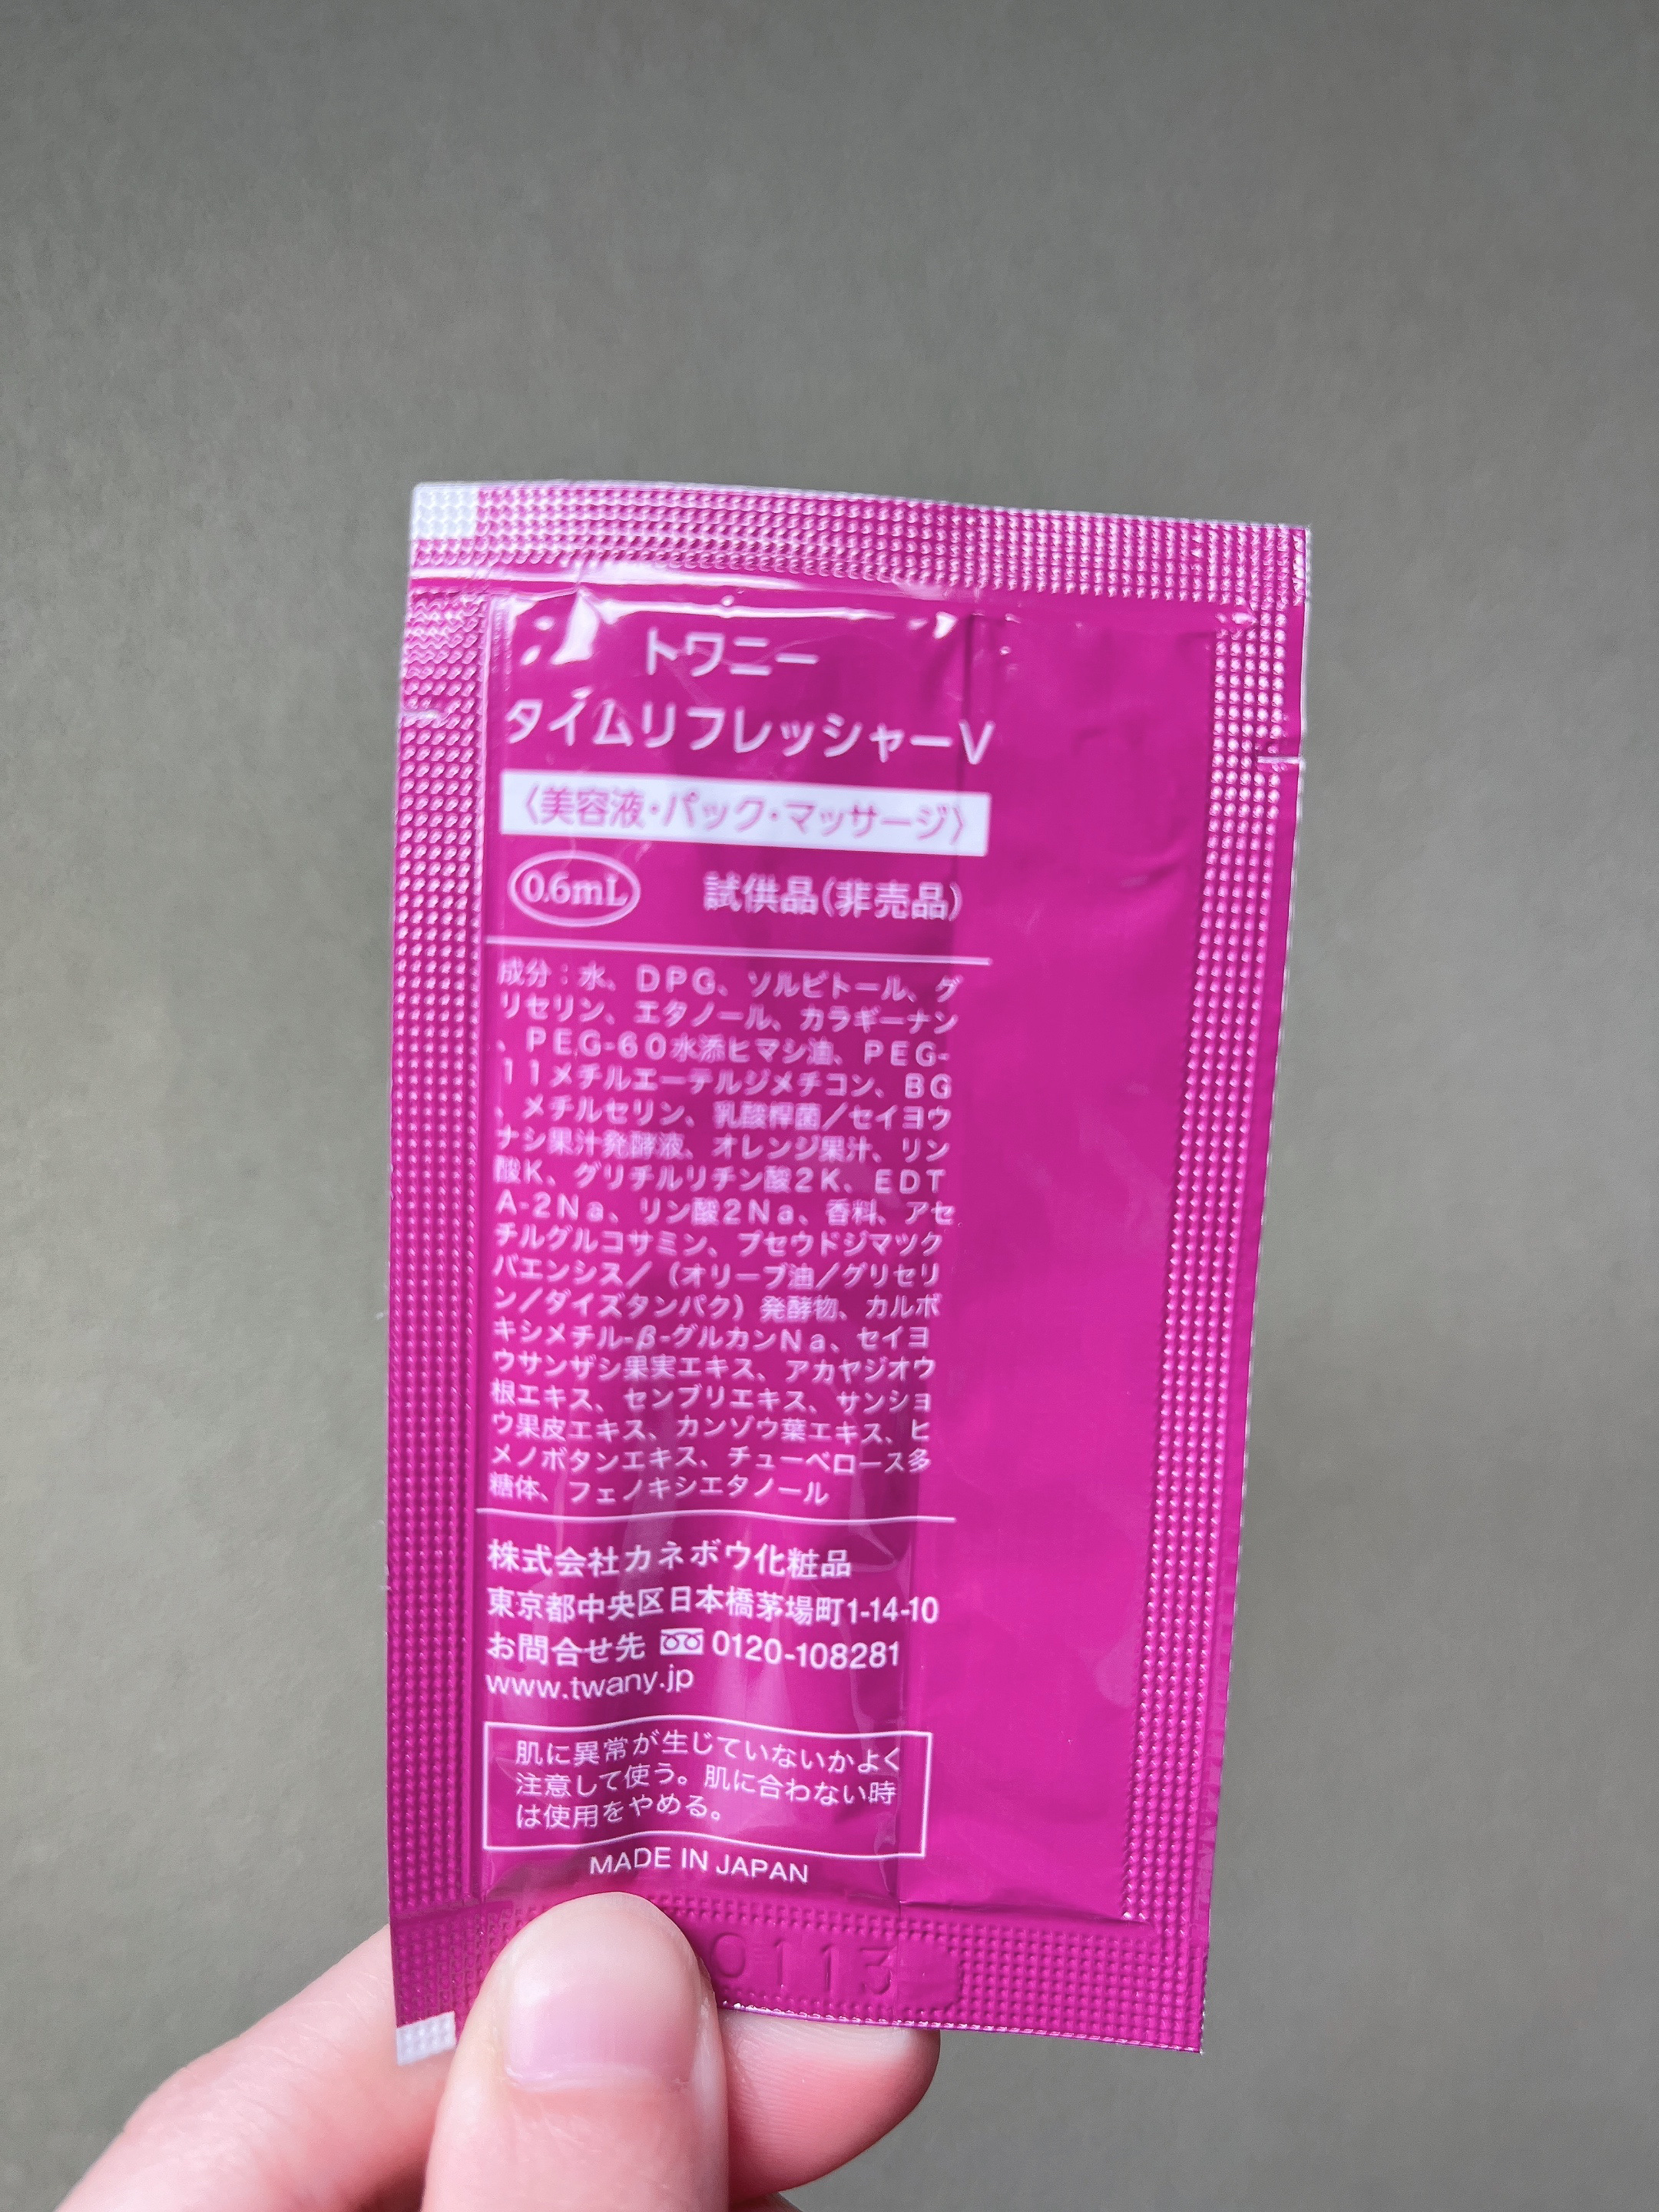 トワニー
タイムリフレッシャーV
〈美容液・パック・マッサージ〉
0.6mL 試供品(非売品)
成分:水、DPG、ソルビトール、グ
リセリン、エタノール、カラギーナン
、PEG-60水添ヒマシ油、PEG-
11メチルエーテルジメチコン、BG
、メチルセリン、乳酸桿菌/セイヨウ
ナシ果汁発酵液、オレンジ果汁、リン
酸K、グリチルリチン酸2K、EDT
A-2Na、リン酸2Na、香料、アセ
チルグルコサミン、プセウドジマツク
バエンシス/(オリーブ油/グリセリ
ン/ダイズタンパク)発酵物、カルボ
キシメチル-β-グルカンNa、セイヨ
ウサンザシ果実エキス、アカヤジオウ
根エキス、センブリエキス、サンショ
ウ果皮エキス、カンゾウ葉エキス、ヒ
メノボタンエキス、チューベロース多
糖体、フェノキシエタノール
株式会社カネボウ化粧品
東京都中央区日本橋茅場町1-14-10
お問合せ先 0120-108281
www.twany.jp
肌に異常が生じていないかよく
注意して使う。肌に合わない時
は使用をやめる。
MADE IN JAPAN
0113